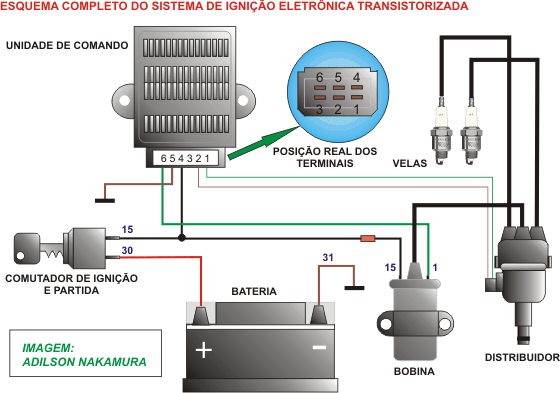 ESQUEMA COMPLETO DO SISTEMA DE IGNIÇÃO ELETRÔNICA TRANSISTORIZADA
UNIDADE DE COMANDO
6 5 4
3 2 1
6 5 4 3 2 1
POSIÇÃO REAL DOS
TERMINAIS
VELAS
15
30
COMUTADOR DE IGNIÇÃO
E PARTIDA
31
15
1
BATERIA
+
−
BOBINA
DISTRIBUIDOR
IMAGEM:
ADILSON NAKAMURA